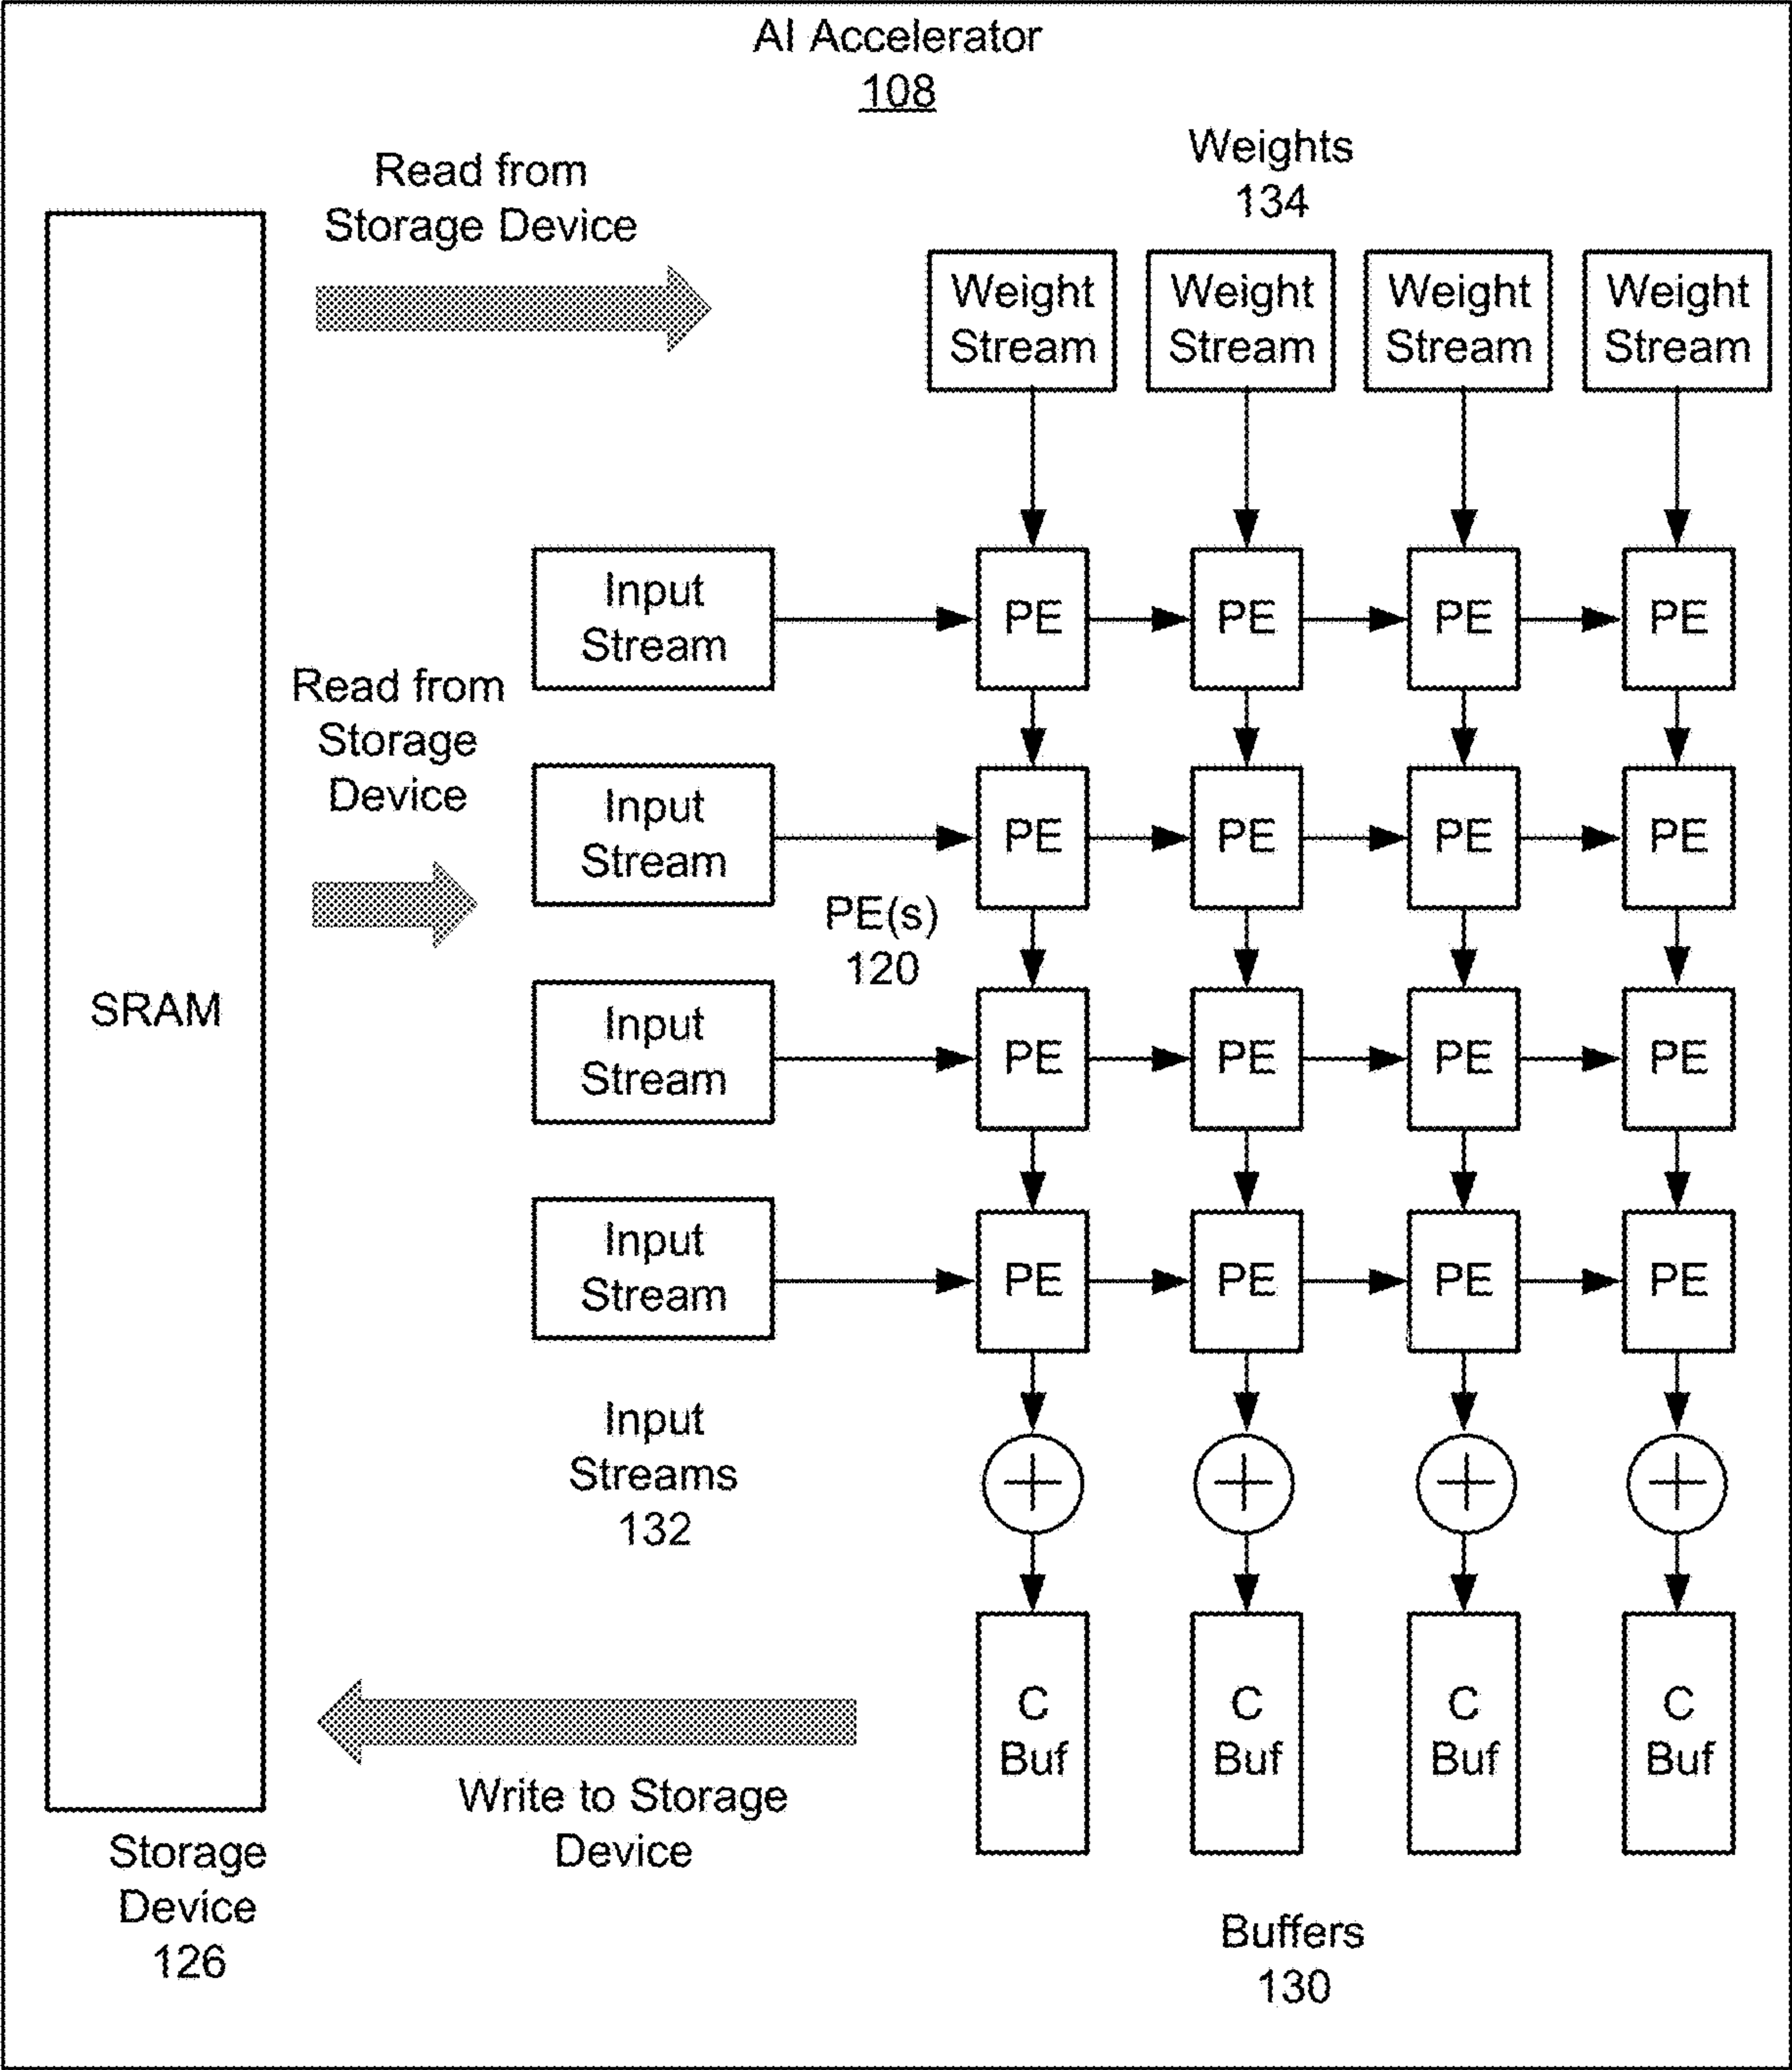 AI Accelerator
108
Read from
Storage Device
Weights
134
Weight
Stream
Weight
Stream
Weight
Stream
Weight
Stream
Input
Stream
PE
PE
PE
PE
Read from
Storage
Device
Input
Stream
PE
PE
PE
PE
PE(s)
120
SRAM
Input
Stream
PE
PE
PE
PE
Input
Stream
PE
PE
PE
PE
Input
Streams
132
C
Buf
C
Buf
C
Buf
C
Buf
Write to Storage
Device
Storage
Device
126
Buffers
130